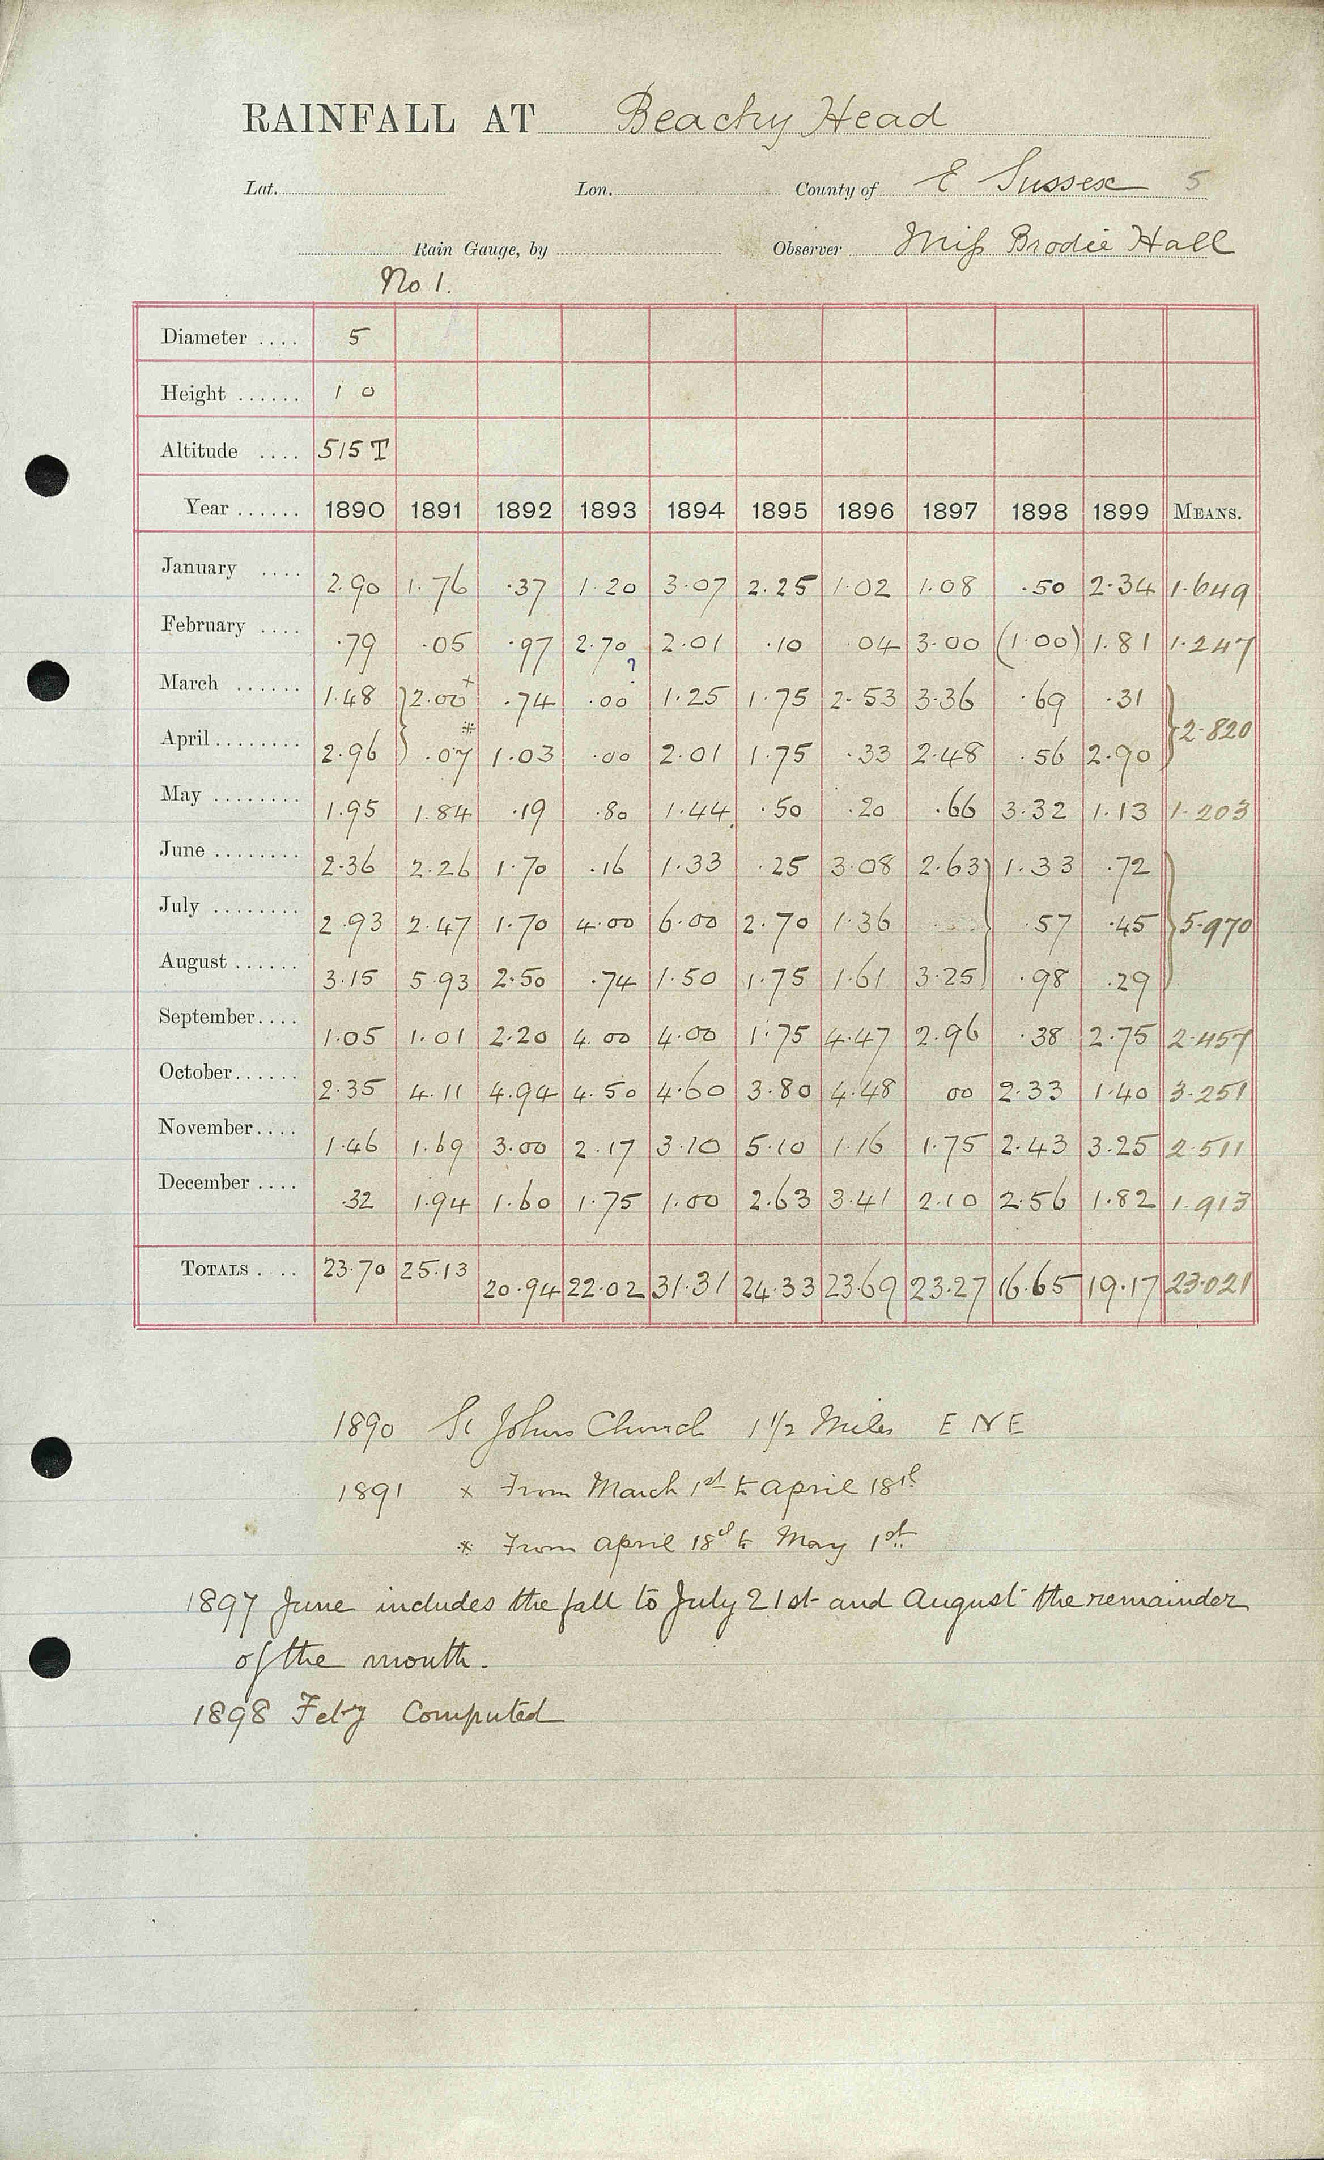 RAINFALL AT Beachy Head
Lat. Lon. County of E Sussex 5
Rain Gauge, by Observer Miss Brodie Hall
No 1.
Diameter .... 5
Height ...... 1 0
Altitude .... 515 T
Year ...... 1890 1891 1892 1893 1894 1895 1896 1897 1898 1899 MEANS.
January .... 2.90 1.76 .37 1.20 3.07 2.25 1.02 1.08 .50 2.34 1.649
February .... .79 .05 .97 2.70 2.01 .10 .04 3.00 (1.00) 1.81 1.247
March ...... 1.48 2.00 x .74 .00 ? 1.25 1.75 2.53 3.36 .69 .31
April ........ 2.96 .07 * 1.03 .00 2.01 1.75 .33 2.48 .56 2.90 2.820
May ........ 1.95 1.84 .19 .80 1.44 .50 .20 .66 3.32 1.13 1.203
June ........ 2.36 2.26 1.70 .16 1.33 .25 3.08 2.63 1.33 .72
July ........ 2.93 2.47 1.70 4.00 6.00 2.70 1.36 ... .57 .45 5.970
August ...... 3.15 5.93 2.50 .74 1.50 1.75 1.61 3.25 .98 .29
September.... 1.05 1.01 2.20 4.00 4.00 1.75 4.47 2.96 .38 2.75 2.457
October...... 2.35 4.11 4.94 4.50 4.60 3.80 4.48 00 2.33 1.40 3.251
November.... 1.46 1.69 3.00 2.17 3.10 5.10 1.16 1.75 2.43 3.25 2.511
December .... .32 1.94 1.60 1.75 1.00 2.63 3.41 2.10 2.56 1.82 1.913
TOTALS .... 23.70 25.13 20.94 22.02 31.31 24.33 23.69 23.27 16.65 19.17 23.021
1890 St Johns Church 1 1/2 Miles E N E
1891 x From March 1st to april 18th
* From april 18th to May 1st
1897 June includes the fall to July 21st and August the remainder
of the month.
1898 Feby Computed